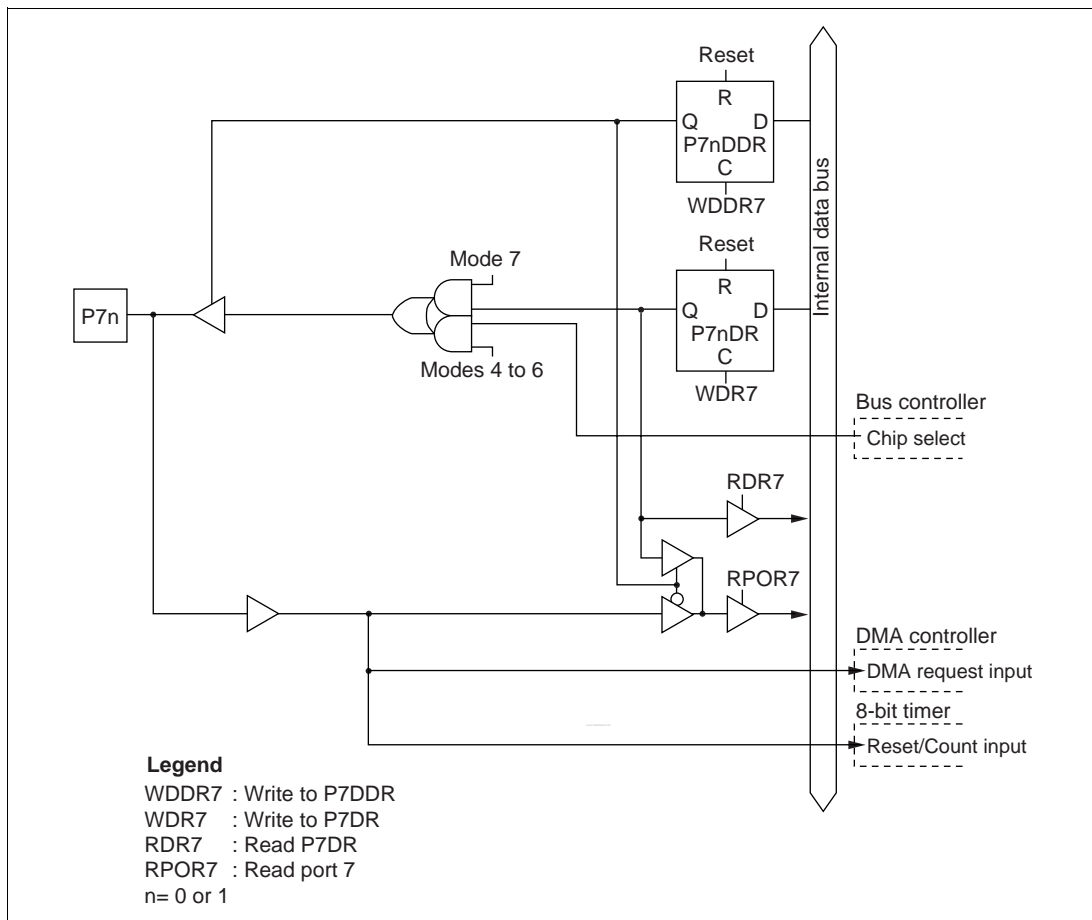 Reset
R
Q D
P7nDDR
C
WDDR7
Internal data bus
Reset
R
Q D
P7nDR
C
WDR7
Mode 7
P7n
Modes 4 to 6
Bus controller
Chip select
RDR7
RPOR7
DMA controller
DMA request input
8-bit timer
Reset/Count input
Legend
WDDR7 : Write to P7DDR
WDR7 : Write to P7DR
RDR7 : Read P7DR
RPOR7 : Read port 7
n= 0 or 1